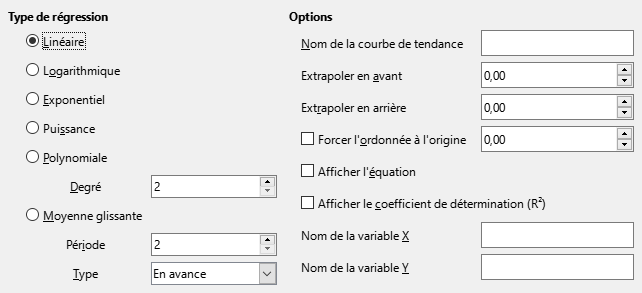 Type de régression
Linéaire
Logarithmique
Exponentiel
Puissance
Polynomiale
Degré 2
Moyenne glissante
Période 2
Type En avance
Options
Nom de la courbe de tendance
Extrapoler en avant 0,00
Extrapoler en arrière 0,00
Forcer l'ordonnée à l'origine 0,00
Afficher l'équation
Afficher le coefficient de détermination (R²)
Nom de la variable X
Nom de la variable Y